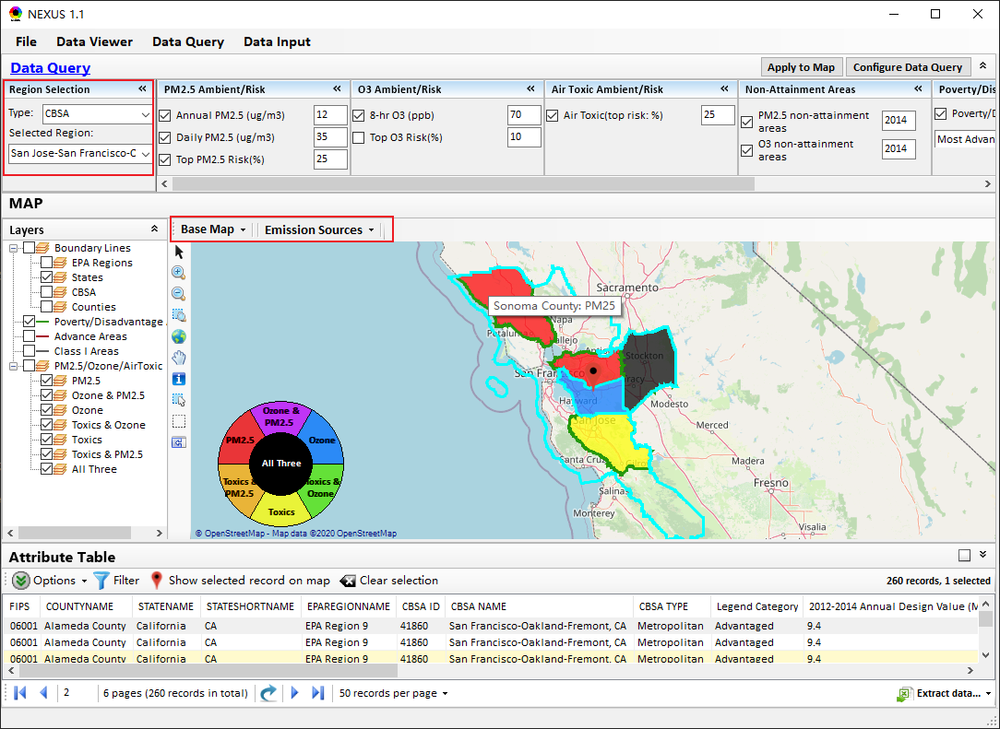 NEXUS 1.1
File Data Viewer Data Query Data Input
Data Query
Apply to Map Configure Data Query
Region Selection
Type: CBSA
Selected Region:
San Jose-San Francisco-C
PM2.5 Ambient/Risk
Annual PM2.5 (ug/m3) 12
Daily PM2.5 (ug/m3) 35
Top PM2.5 Risk(%) 25
O3 Ambient/Risk
8-hr O3 (ppb) 70
Top O3 Risk(%) 10
Air Toxic Ambient/Risk
Air Toxic(top risk: %) 25
Non-Attainment Areas
PM2.5 non-attainment
areas
2014
O3 non-attainment
areas
2014
Poverty/Dis
Poverty/D
Most Advan
MAP
Layers
Boundary Lines
EPA Regions
States
CBSA
Counties
Poverty/Disadvantage
Advance Areas
Class I Areas
PM2.5/Ozone/AirToxic
PM2.5
Ozone & PM2.5
Ozone
Toxics & Ozone
Toxics
Toxics & PM2.5
All Three
Base Map Emission Sources
Sacramento
Sonoma County: PM25
Napa
Petaluma
allejo
Antio
Stockton
San Francisco
racy
Hayward
Modesto
San Jose
Merced
Santa Cruz
Gilroy
Madera
Salinas
Fresno
Monterey
Visalia
Ozone &
PM2.5
PM2.5
Ozone
All Three
Toxics &
PM2.5
Toxics &
Ozone
Toxics
© OpenStreetMap - Map data ©2020 OpenStreetMap
Attribute Table
Options Filter Show selected record on map Clear selection
260 records, 1 selected
FIPS COUNTYNAME STATENAME STATESHORTNAME EPAREGIONNAME CBSA ID CBSA NAME CBSA TYPE Legend Category 2012-2014 Annual Design Value (M
06001 Alameda County California CA EPA Region 9 41860 San Francisco-Oakland-Fremont, CA Metropolitan Advantaged 9.4
06001 Alameda County California CA EPA Region 9 41860 San Francisco-Oakland-Fremont, CA Metropolitan Advantaged 9.4
06001 Alameda County California CA EPA Region 9 41860 San Francisco-Oakland-Fremont, CA Metropolitan Advantaged 9.4
2 6 pages (260 records in total) 50 records per page Extract data...